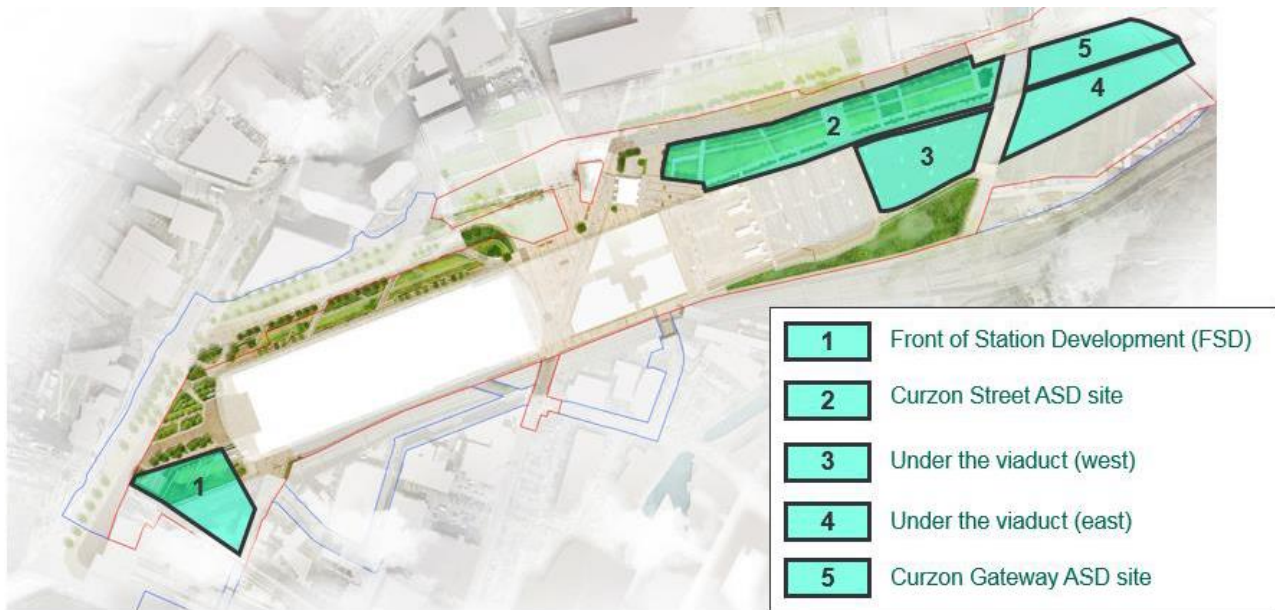 5
4
2
3
1
1 Front of Station Development (FSD)
2 Curzon Street ASD site
3 Under the viaduct (west)
4 Under the viaduct (east)
5 Curzon Gateway ASD site